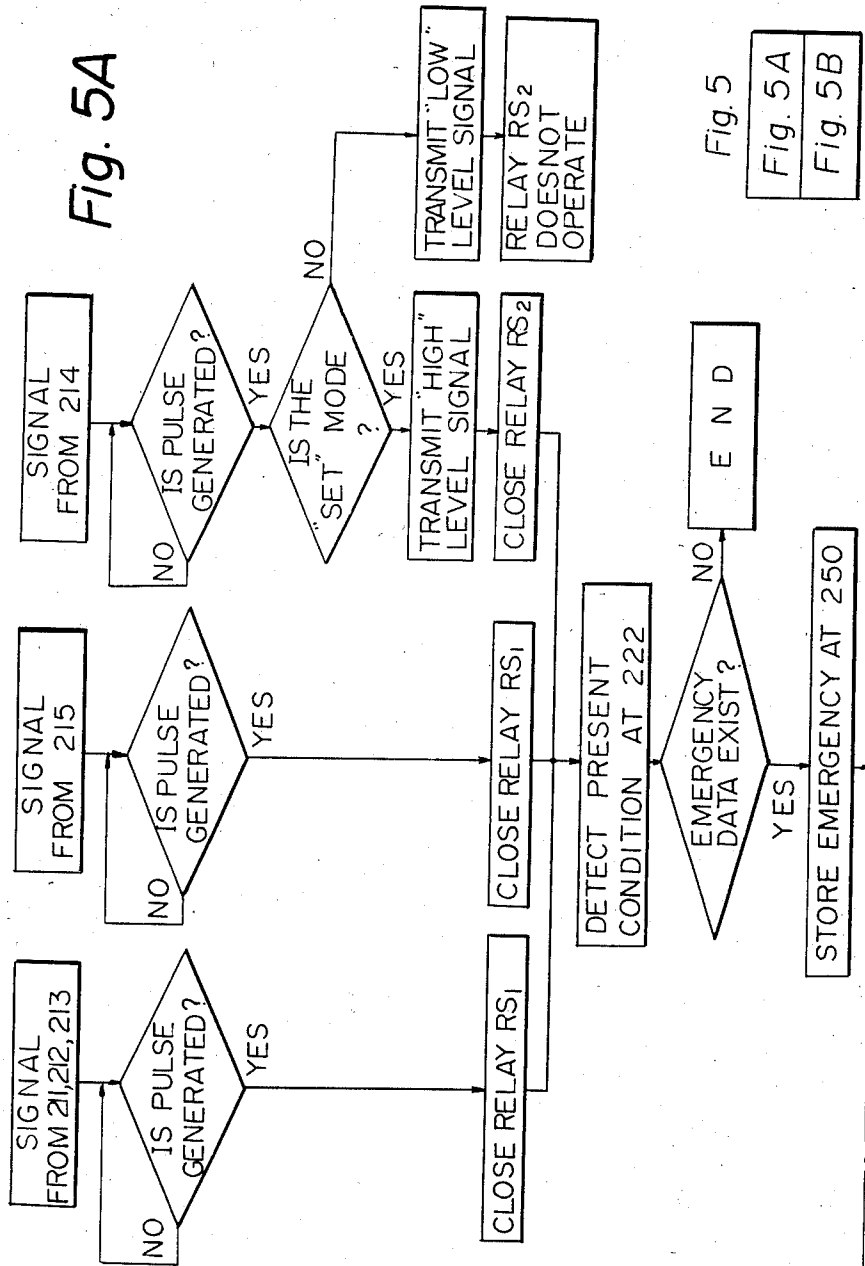 Fig. 5A
SIGNAL
FROM 211,212,213
IS PULSE
GENERATED?
NO
YES
CLOSE RELAY RS1
SIGNAL
FROM 215
IS PULSE
GENERATED?
NO
YES
CLOSE RELAY RS1
SIGNAL
FROM 214
IS PULSE
GENERATED?
NO
YES
IS THE
"SET" MODE
?
NO
YES
TRANSMIT "HIGH"
LEVEL SIGNAL
CLOSE RELAY RS2
TRANSMIT "LOW"
LEVEL SIGNAL
RELAY RS2
DOES NOT
OPERATE
DETECT PRESENT
CONDITION AT 222
EMERGENCY
DATA EXIST?
NO
END
YES
STORE EMERGENCY AT 250
Fig. 5
Fig. 5A
Fig. 5B